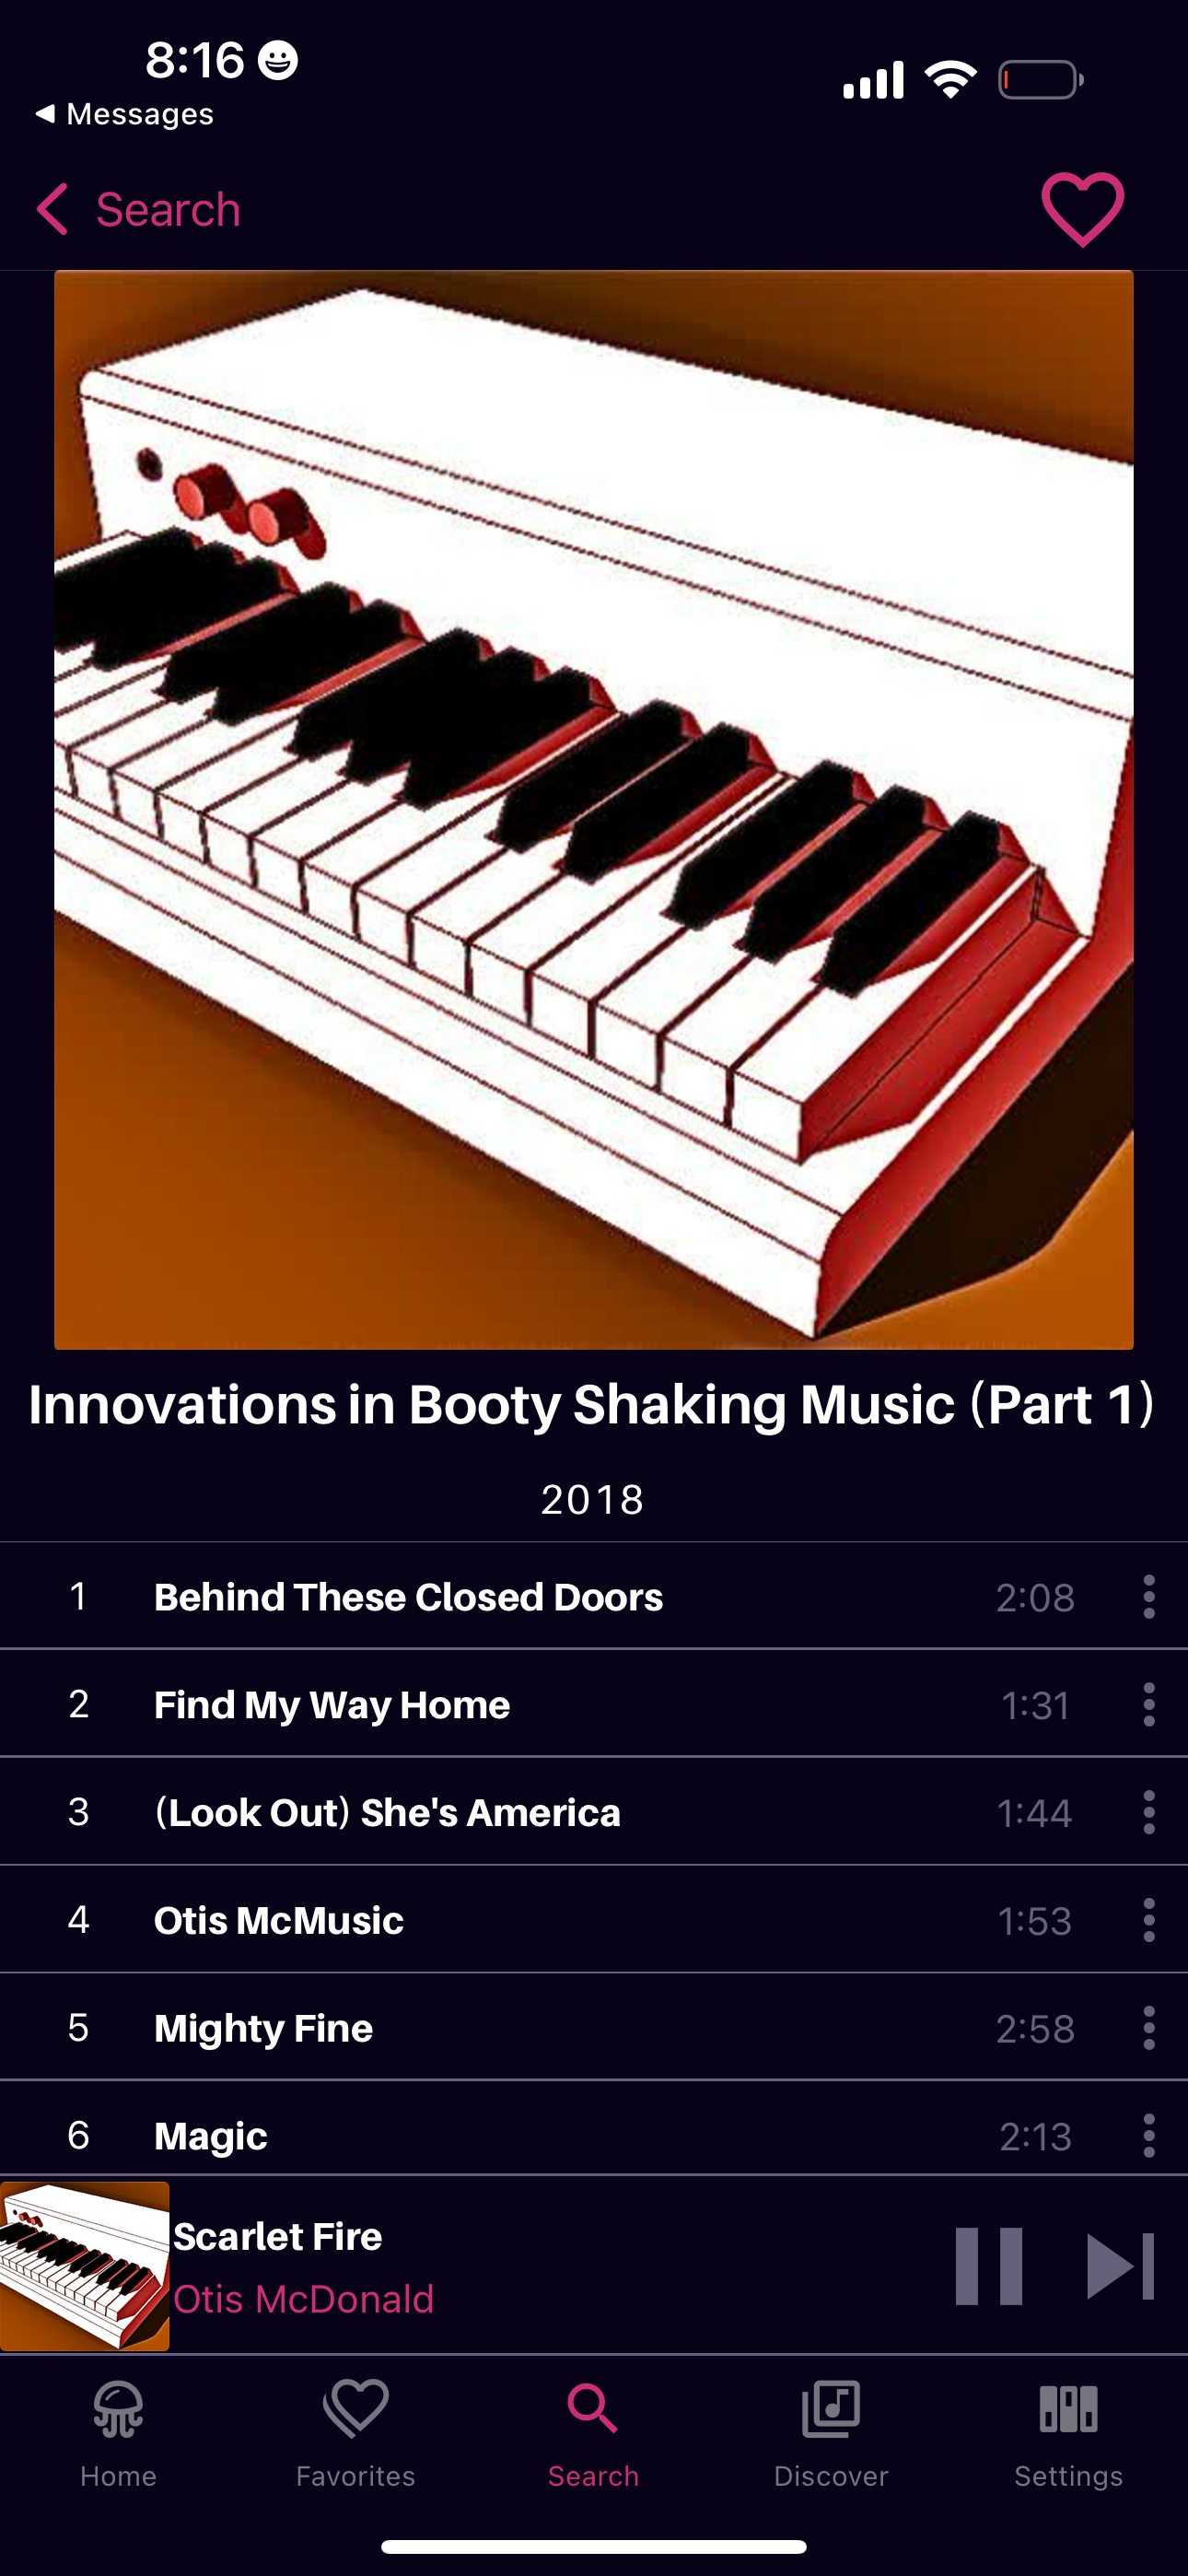 8:16
Messages
Search
Innovations in Booty Shaking Music (Part 1)
2018
1 Behind These Closed Doors 2:08
2 Find My Way Home 1:31
3 (Look Out) She's America 1:44
4 Otis McMusic 1:53
5 Mighty Fine 2:58
6 Magic 2:13
Scarlet Fire
Otis McDonald
Home Favorites Search Discover Settings